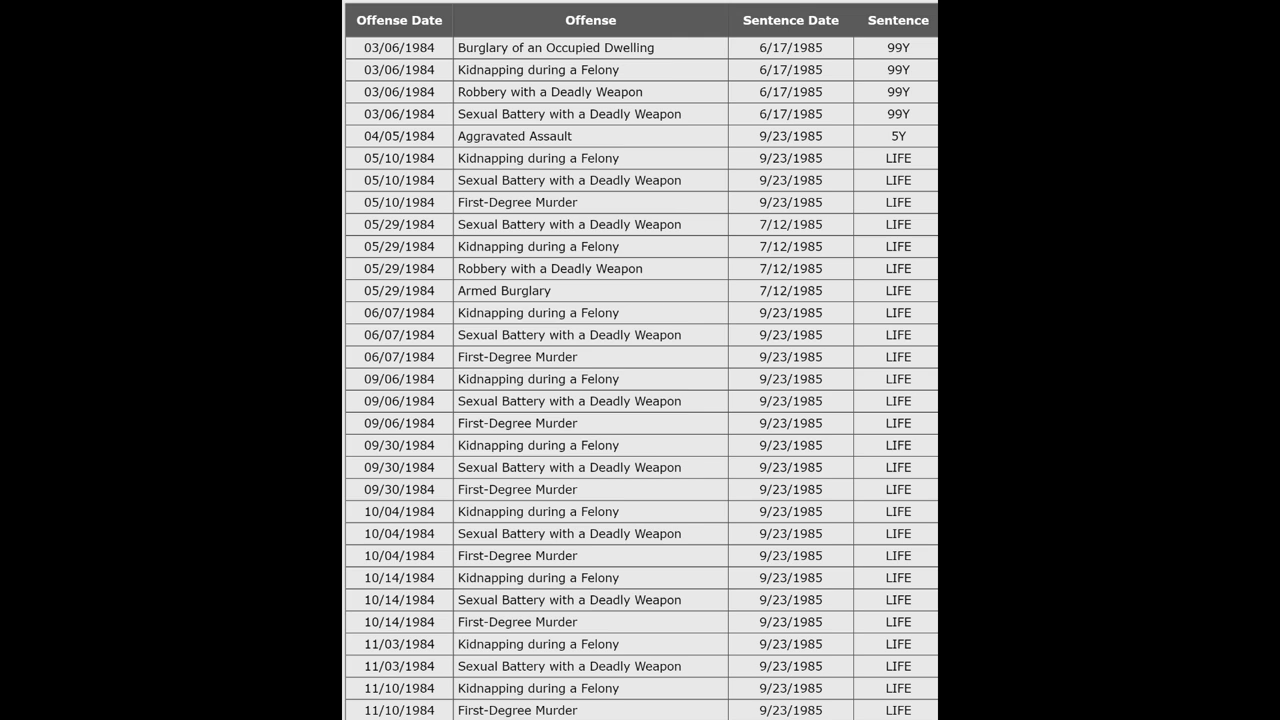 Offense Date Offense Sentence Date Sentence
03/06/1984 Burglary of an Occupied Dwelling 6/17/1985 99Y
03/06/1984 Kidnapping during a Felony 6/17/1985 99Y
03/06/1984 Robbery with a Deadly Weapon 6/17/1985 99Y
03/06/1984 Sexual Battery with a Deadly Weapon 6/17/1985 99Y
04/05/1984 Aggravated Assault 9/23/1985 5Y
05/10/1984 Kidnapping during a Felony 9/23/1985 LIFE
05/10/1984 Sexual Battery with a Deadly Weapon 9/23/1985 LIFE
05/10/1984 First-Degree Murder 9/23/1985 LIFE
05/29/1984 Sexual Battery with a Deadly Weapon 7/12/1985 LIFE
05/29/1984 Kidnapping during a Felony 7/12/1985 LIFE
05/29/1984 Robbery with a Deadly Weapon 7/12/1985 LIFE
05/29/1984 Armed Burglary 7/12/1985 LIFE
06/07/1984 Kidnapping during a Felony 9/23/1985 LIFE
06/07/1984 Sexual Battery with a Deadly Weapon 9/23/1985 LIFE
06/07/1984 First-Degree Murder 9/23/1985 LIFE
09/06/1984 Kidnapping during a Felony 9/23/1985 LIFE
09/06/1984 Sexual Battery with a Deadly Weapon 9/23/1985 LIFE
09/06/1984 First-Degree Murder 9/23/1985 LIFE
09/30/1984 Kidnapping during a Felony 9/23/1985 LIFE
09/30/1984 Sexual Battery with a Deadly Weapon 9/23/1985 LIFE
09/30/1984 First-Degree Murder 9/23/1985 LIFE
10/04/1984 Kidnapping during a Felony 9/23/1985 LIFE
10/04/1984 Sexual Battery with a Deadly Weapon 9/23/1985 LIFE
10/04/1984 First-Degree Murder 9/23/1985 LIFE
10/14/1984 Kidnapping during a Felony 9/23/1985 LIFE
10/14/1984 Sexual Battery with a Deadly Weapon 9/23/1985 LIFE
10/14/1984 First-Degree Murder 9/23/1985 LIFE
11/03/1984 Kidnapping during a Felony 9/23/1985 LIFE
11/03/1984 Sexual Battery with a Deadly Weapon 9/23/1985 LIFE
11/10/1984 Kidnapping during a Felony 9/23/1985 LIFE
11/10/1984 First-Degree Murder 9/23/1985 LIFE